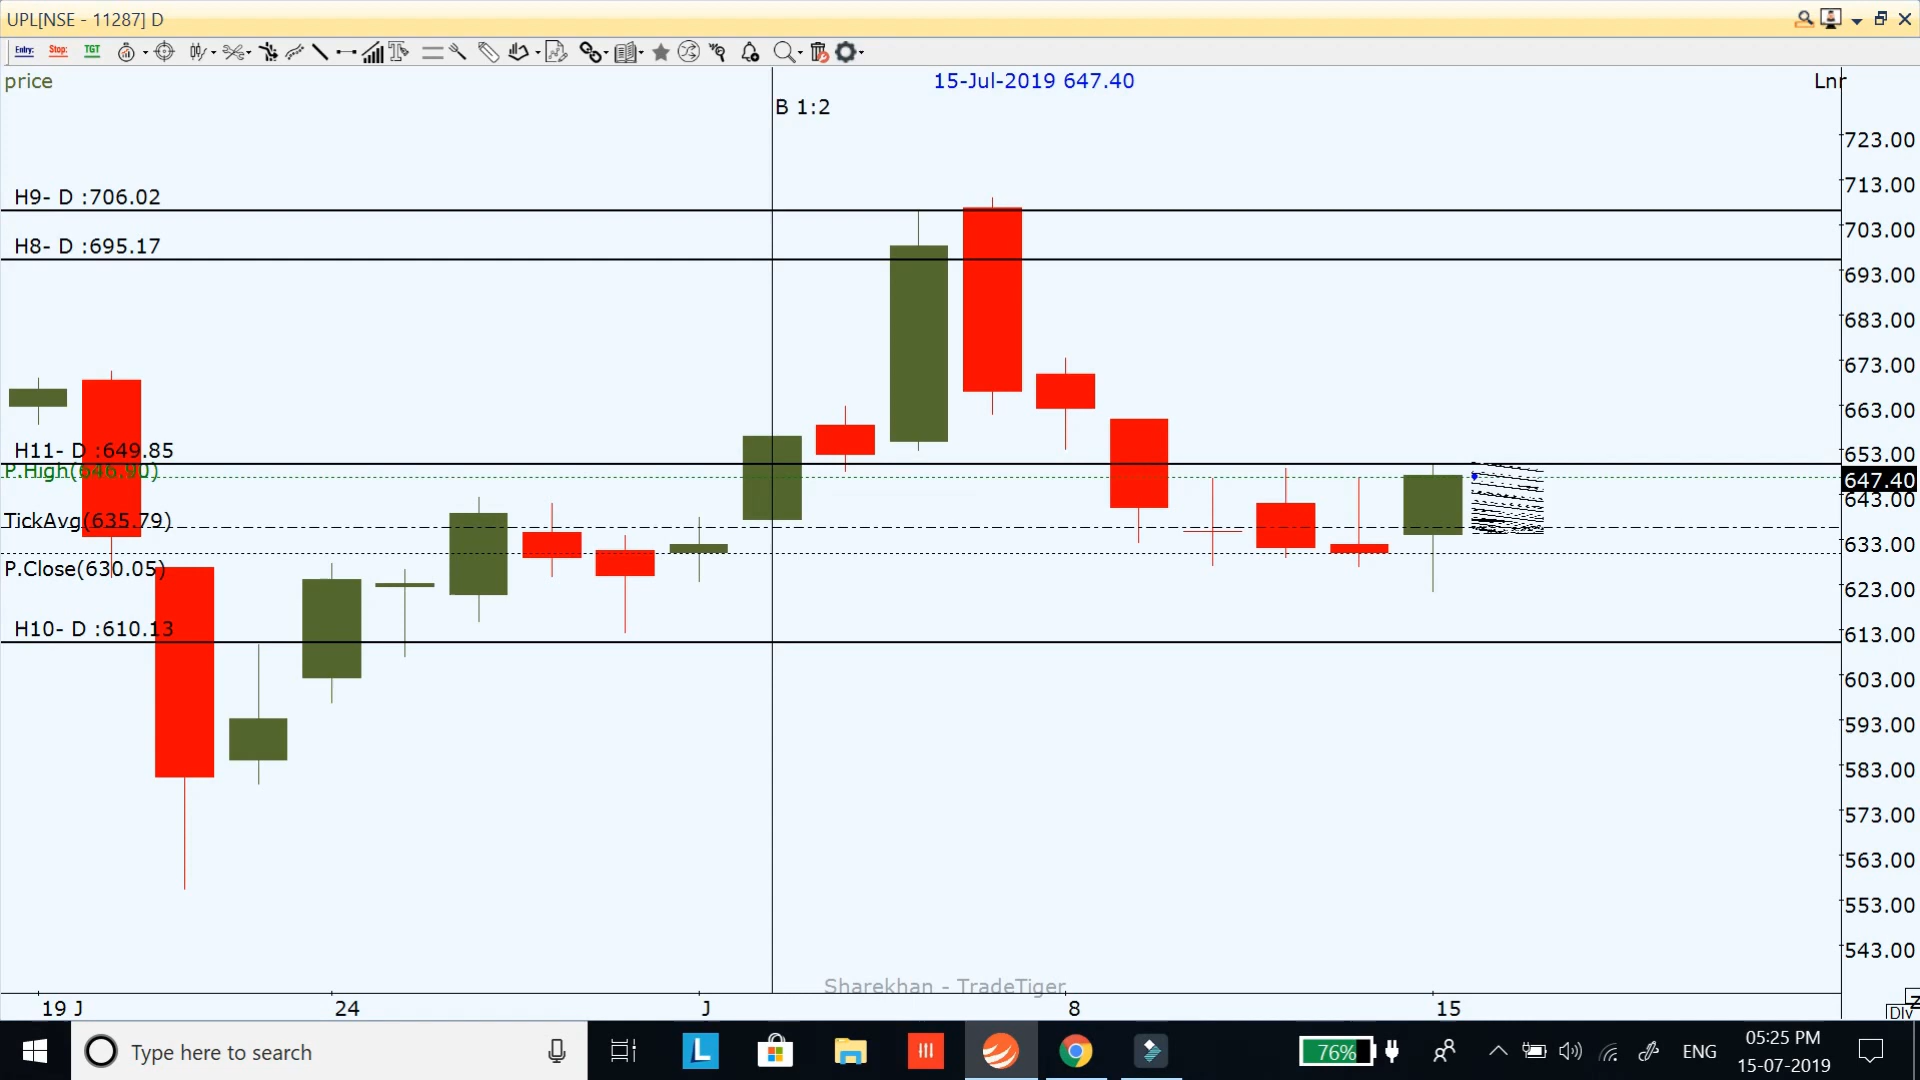 UPL[NSE - 11287] D
Entry: Stop: TGT
price
15-Jul-2019 647.40
Lnr
B 1:2
723.00
713.00
H9- D :706.02
703.00
H8- D :695.17
693.00
683.00
673.00
663.00
H11- D :649.85
653.00
P.High(646.90)
647.40
643.00
TickAvg(635.79)
633.00
P.Close(630.05)
623.00
H10- D :610.13
613.00
603.00
593.00
583.00
573.00
563.00
553.00
543.00
Sharekhan - TradeTiger
19 J 24 J 8 15
Z
Div
Type here to search
L
76%
ENG
05:25 PM
15-07-2019